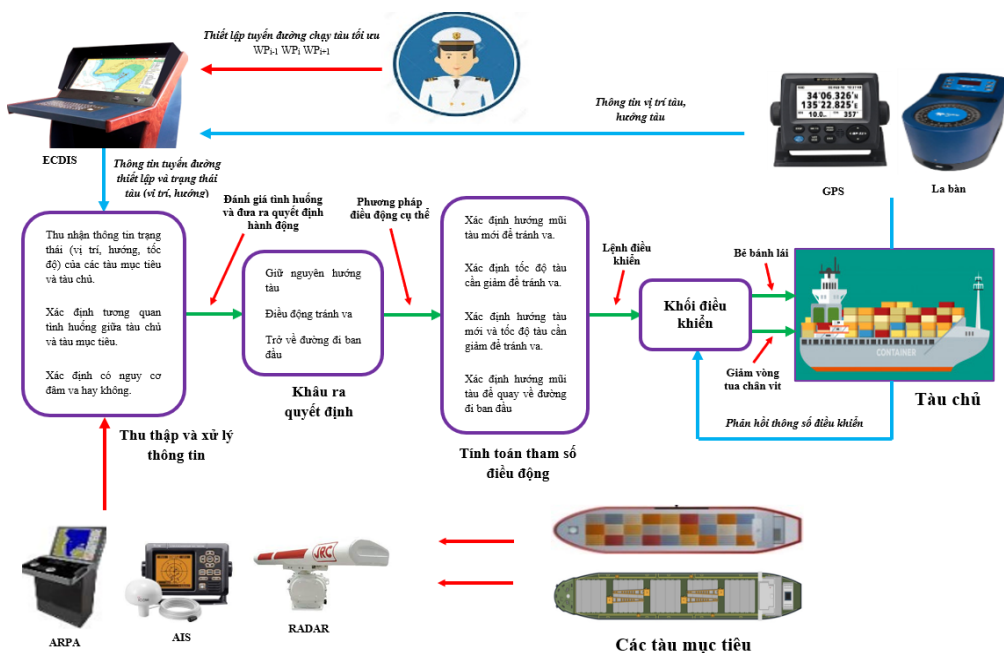 Thiết lập tuyến đường chạy tàu tối ưu
WPi-1 WPi WPi+1
Thông tin vị trí tàu,
hướng tàu
34°06.326'N
135°22.825'E
10.0
357°
ECDIS
GPS
La bàn
Thông tin tuyến đường
thiết lập và trạng thái
tàu (vị trí, hướng)
Đánh giá tình huống
và đưa ra quyết định
hành động
Phương pháp
điều động cụ thể
Thu nhận thông tin trạng
thái (vị trí, hướng, tốc
độ) của các tàu mục tiêu
và tàu chủ.
Xác định tương quan
tình huống giữa tàu chủ
và tàu mục tiêu.
Xác định có nguy cơ
đâm va hay không.
Thu thập và xử lý
thông tin
Giữ nguyên hướng
tàu
Điều động tránh va
Trở về đường đi ban
đầu
Khâu ra
quyết định
Xác định hướng mũi
tàu mới để tránh va.
Xác định tốc độ tàu
cần giảm để tránh va.
Xác định hướng tàu
mới và tốc độ tàu cần
giảm để tránh va.
Xác định hướng mũi
tàu để quay về đường
đi ban đầu
Tính toán tham số
điều động
Lệnh điều
khiển
Khối điều
khiển
Bẻ bánh lái
Giảm vòng
tua chân vịt
CONTAINER
Tàu chủ
Phản hồi thông số điều khiển
JRC
ARPA
AIS
RADAR
Các tàu mục tiêu